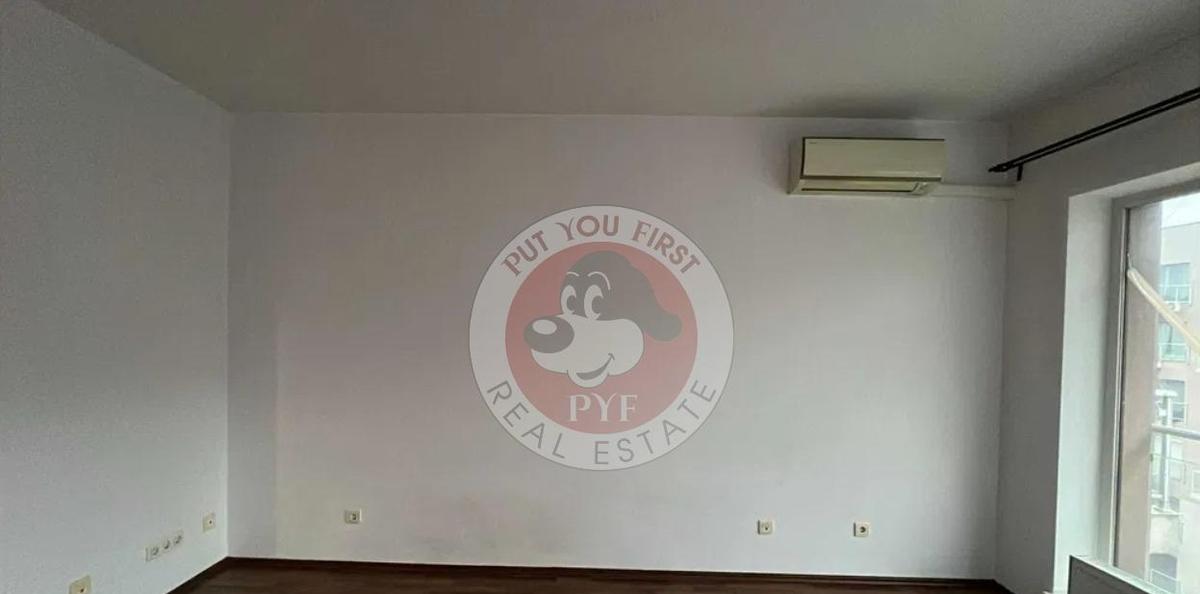 PUT YOU FIRST
PYF
REAL ESTATE